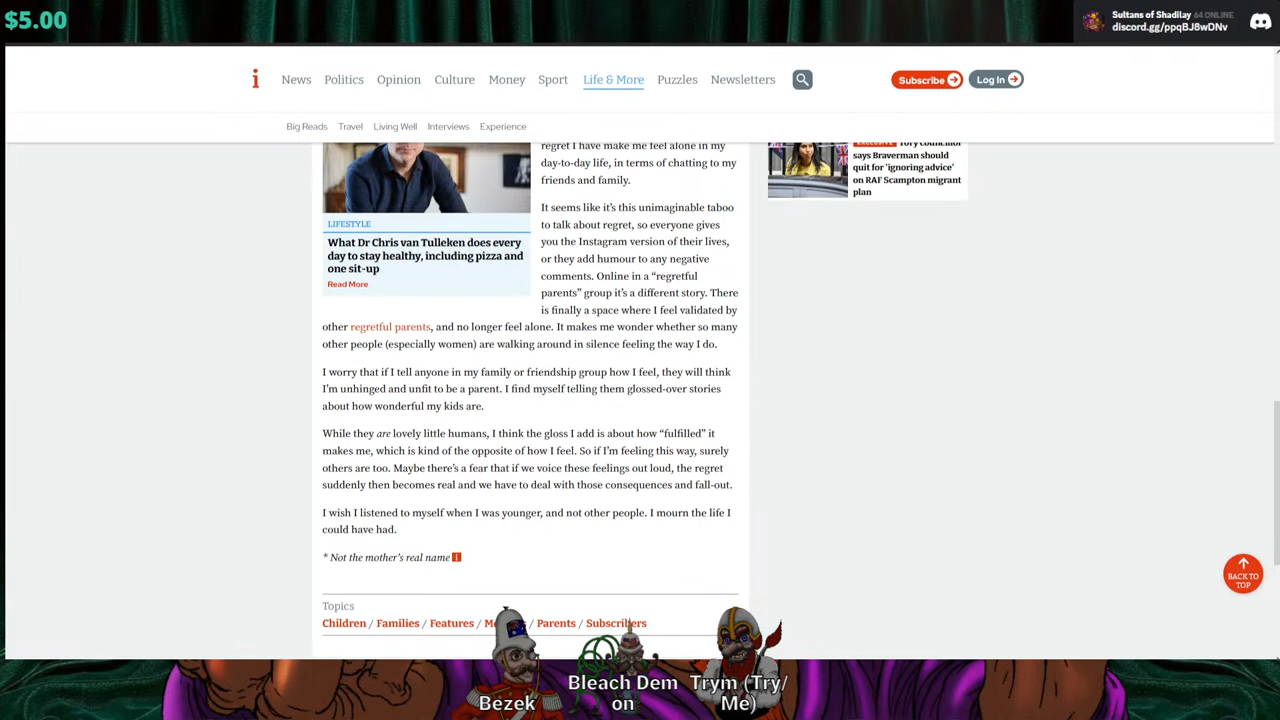 $5.00
Sultans of Shadilay 64 ONLINE
discord.gg/ppqBJ8wDNv
i News Politics Opinion Culture Money Sport Life & More Puzzles Newsletters Subscribe Log In
Big Reads Travel Living Well Interviews Experience
regret I have make me feel alone in my
day-to-day life, in terms of chatting to my
friends and family.
It seems like it's this unimaginable taboo
to talk about regret, so everyone gives
you the Instagram version of their lives,
or they add humour to any negative
comments. Online in a “regretful
parents” group it's a different story. There
is finally a space where I feel validated by
other regretful parents, and no longer feel alone. It makes me wonder whether so many
other people (especially women) are walking around in silence feeling the way I do.
LIFESTYLE
What Dr Chris van Tulleken does every
day to stay healthy, including pizza and
one sit-up
Read More
I worry that if I tell anyone in my family or friendship group how I feel, they will think
I'm unhinged and unfit to be a parent. I find myself telling them glossed-over stories
about how wonderful my kids are.
While they are lovely little humans, I think the gloss I add is about how “fulfilled” it
makes me, which is kind of the opposite of how I feel. So if I'm feeling this way, surely
others are too. Maybe there's a fear that if we voice these feelings out loud, the regret
suddenly then becomes real and we have to deal with those consequences and fall-out.
I wish I listened to myself when I was younger, and not other people. I mourn the life I
could have had.
* Not the mother's real name i
Topics
Children / Families / Features / / Parents / Subscribers
EXCLUSIVE Tory councillor
says Braverman should
quit for 'ignoring advice'
on RAF Scampton migrant
plan
BACK TO
TOP
Bezek
Bleach Dem
on
Trym (Try/
Me)